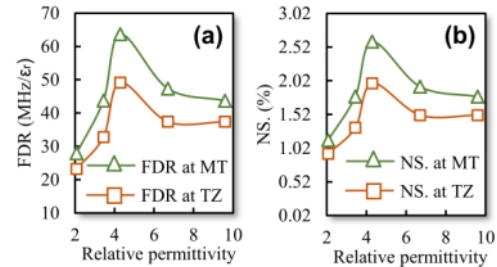 (a)
70
60
50
40
30
20
10
FDR (MHz/εr)
FDR at MT
FDR at TZ
2 4 6 8 10
Relative permittivity
(b)
3.02
2.52
2.02
1.52
1.02
0.52
0.02
NS. (%)
NS. at MT
NS. at TZ
2 4 6 8 10
Relative permittivity